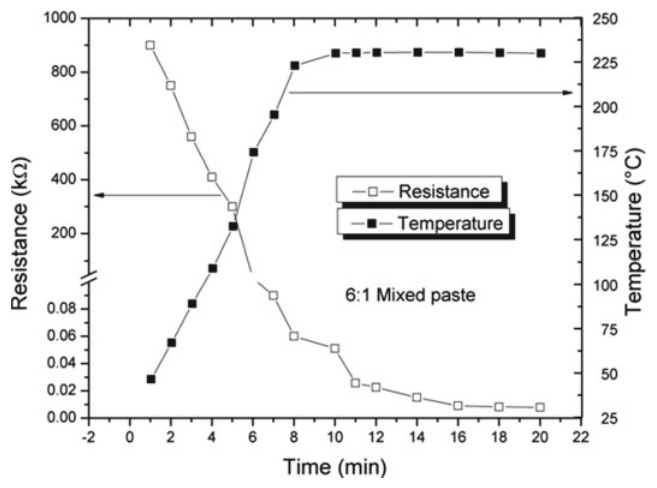 1000
800
600
400
200
0.08
0.06
0.04
0.02
0.00
Resistance (kΩ)
250
225
200
175
150
125
100
75
50
25
Temperature (°C)
Resistance
Temperature
6:1 Mixed paste
-2 0 2 4 6 8 10 12 14 16 18 20 22
Time (min)